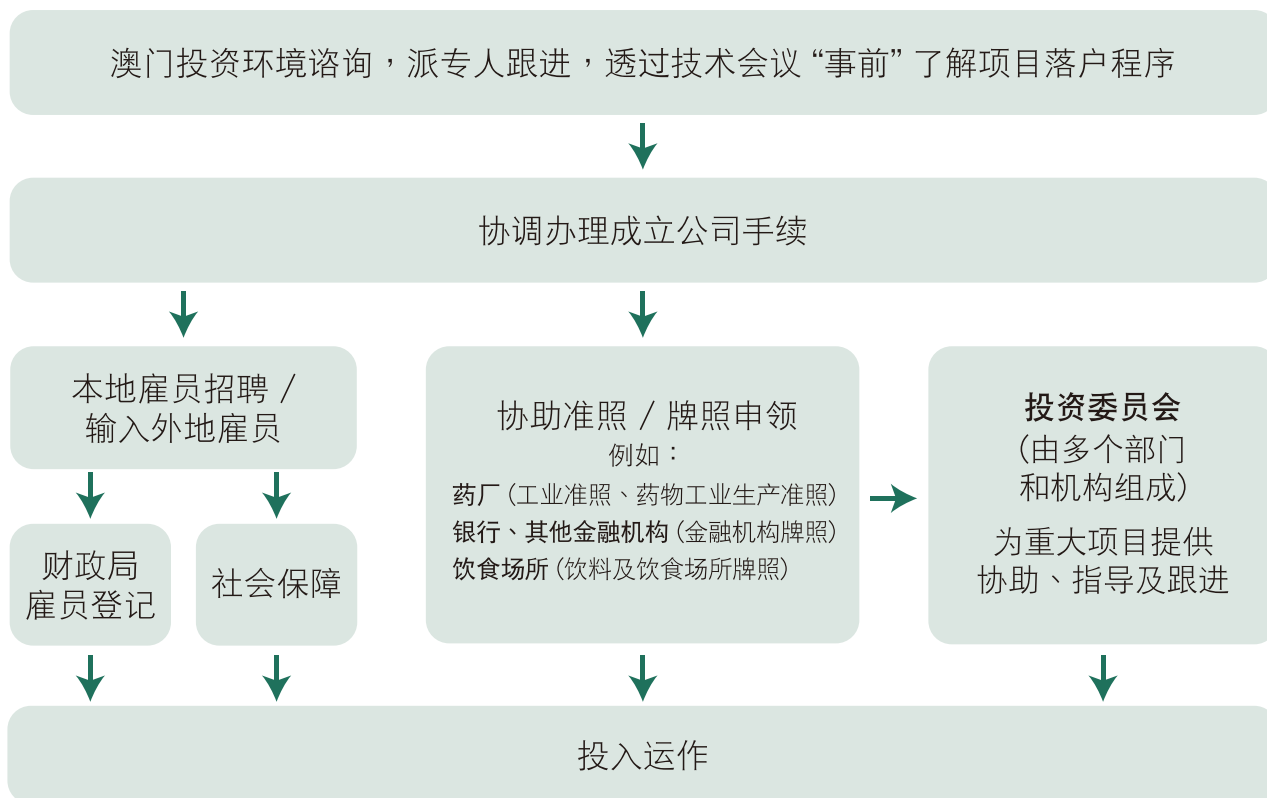 澳门投资环境谘询，派专人跟进，透过技术会议 “事前” 了解项目落户程序
协调办理成立公司手续
本地雇员招聘 /
输入外地雇员
财政局
雇员登记
社会保障
协助准照 / 牌照申领
例如：
药厂 (工业准照、药物工业生产准照)
银行、其他金融机构 (金融机构牌照)
饮食场所 (饮料及饮食场所牌照)
投资委员会
(由多个部门
和机构组成)
为重大项目提供
协助、指导及跟进
投入运作